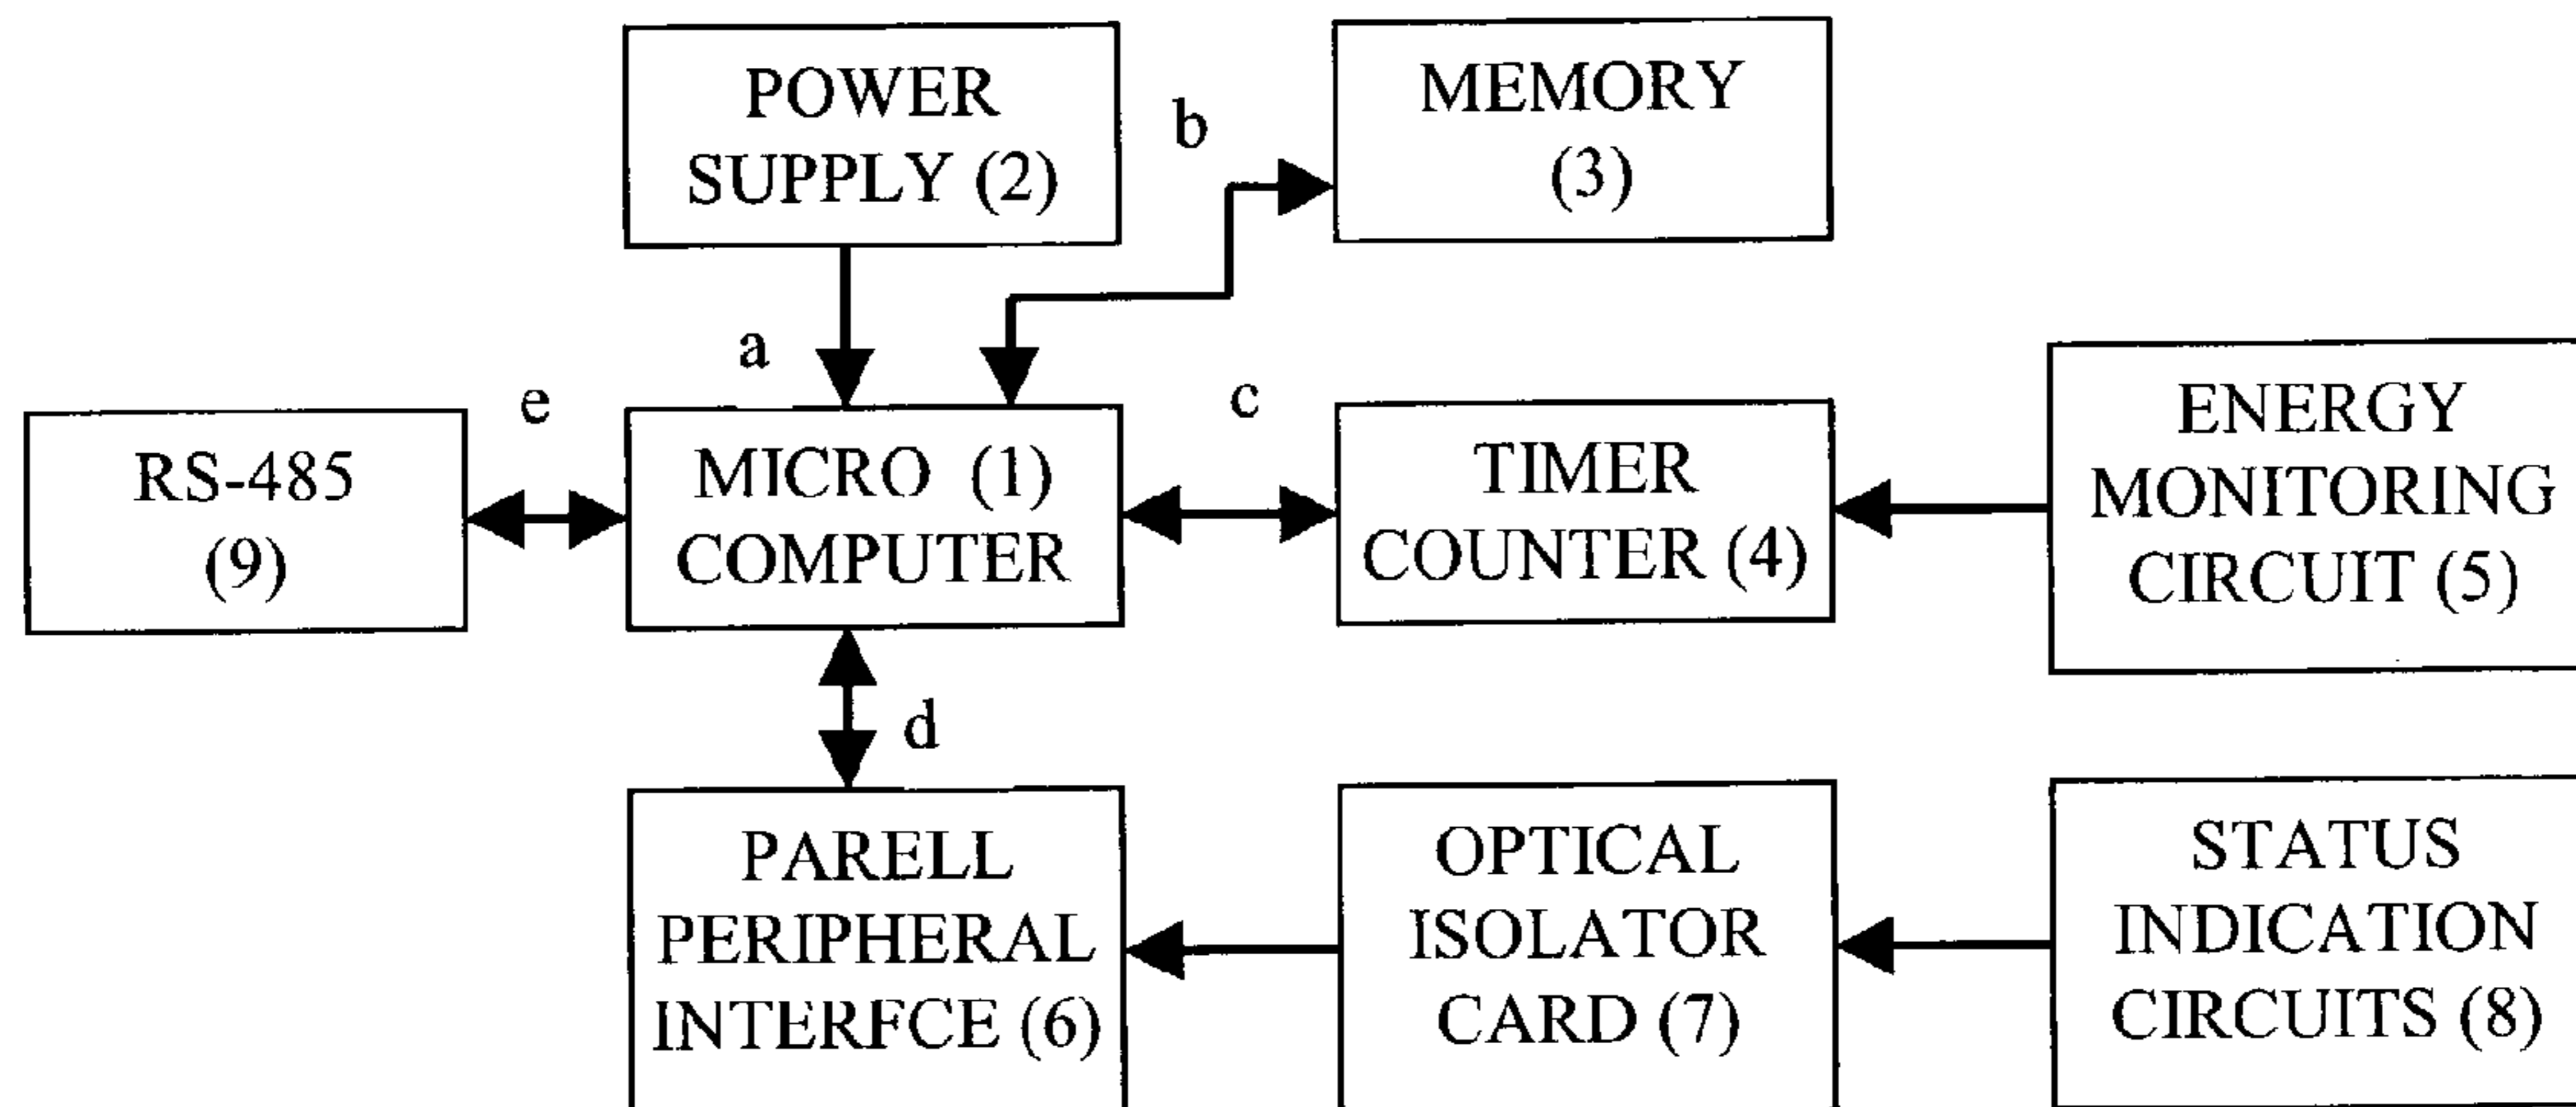 POWER
SUPPLY (2)
b
MEMORY
(3)
a
e
RS-485
(9)
MICRO (1)
COMPUTER
c
TIMER
COUNTER (4)
ENERGY
MONITORING
CIRCUIT (5)
d
PARELL
PERIPHERAL
INTERFCE (6)
OPTICAL
ISOLATOR
CARD (7)
STATUS
INDICATION
CIRCUITS (8)